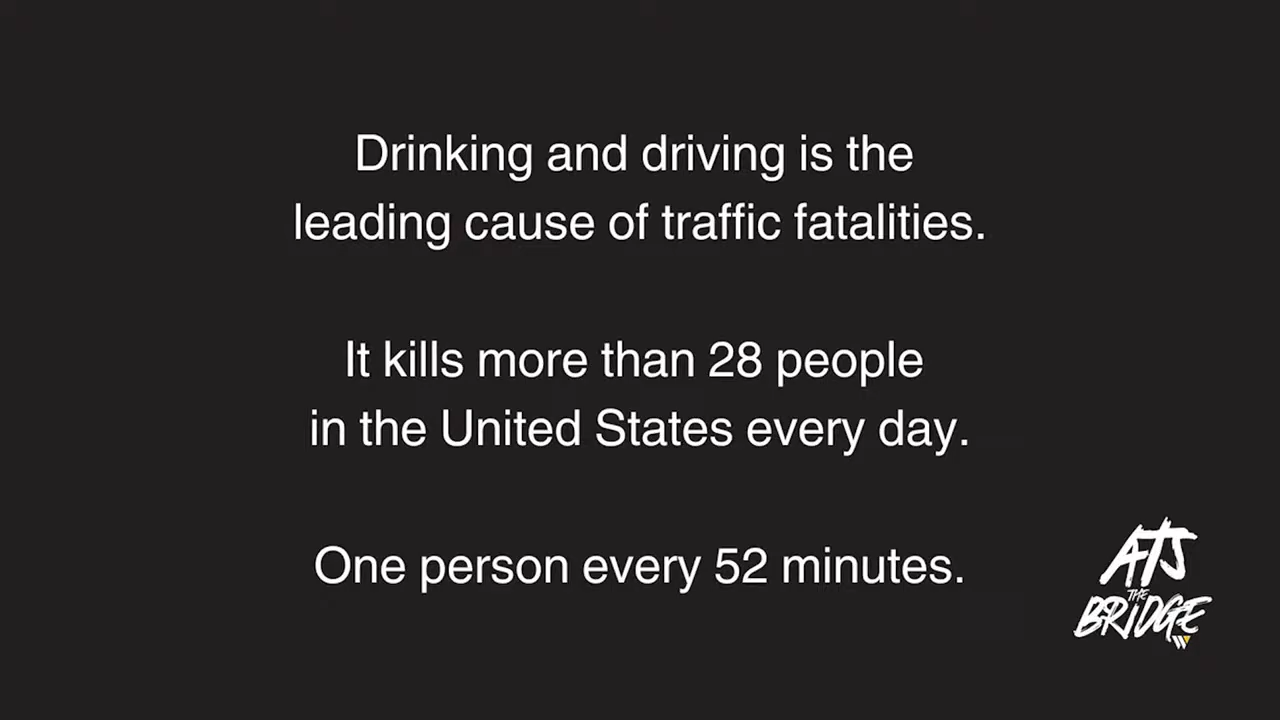 Drinking and driving is the
leading cause of traffic fatalities.
It kills more than 28 people
in the United States every day.
One person every 52 minutes.
ATS
THE
BRIDGE